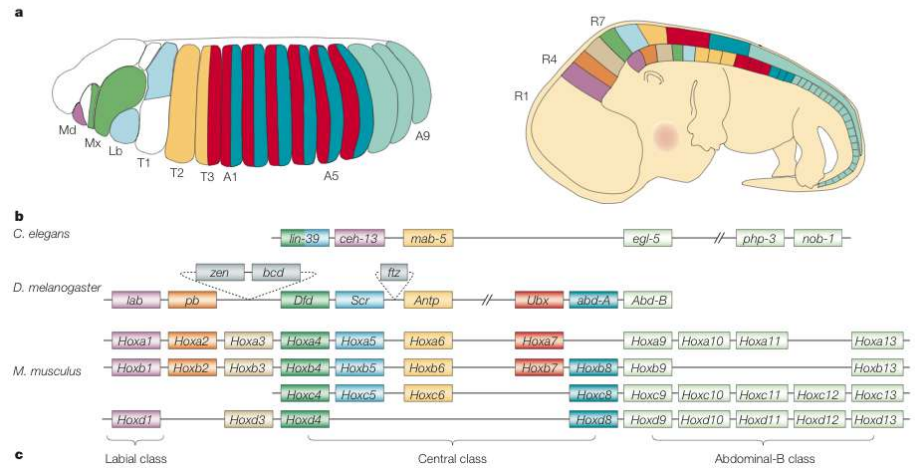 a
R7
R4
R1
Md
Mx
Lb
T1
T2
T3
A1
A5
A9
b
C. elegans
lin-39 ceh-13 mab-5 egl-5 php-3 nob-1
zen bcd ftz
D. melanogaster
lab pb Dfd Scr Antp Ubx abd-A Abd-B
Hoxa1 Hoxa2 Hoxa3 Hoxa4 Hoxa5 Hoxa6 Hoxa7 Hoxa9 Hoxa10 Hoxa11 Hoxa13
M. musculus
Hoxb1 Hoxb2 Hoxb3 Hoxb4 Hoxb5 Hoxb6 Hoxb7 Hoxb8 Hoxb9 Hoxb13
Hoxc4 Hoxc5 Hoxc6 Hoxc8 Hoxc9 Hoxc10 Hoxc11 Hoxc12 Hoxc13
Hoxd1 Hoxd3 Hoxd4 Hoxd8 Hoxd9 Hoxd10 Hoxd11 Hoxd12 Hoxd13
c
Labial class Central class Abdominal-B class